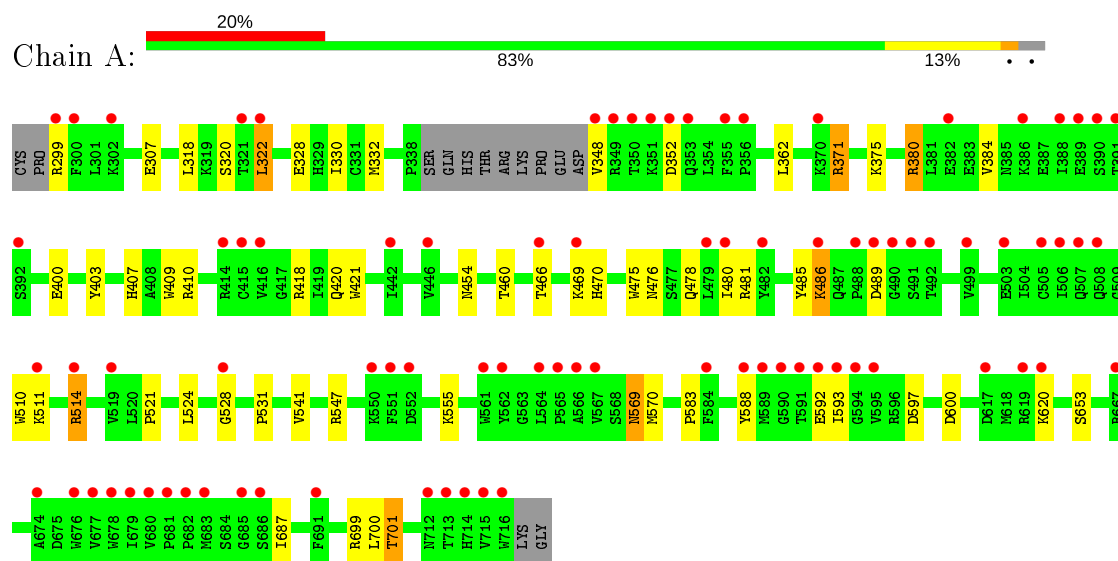 20%
Chain A:
83% 13% • •
CYS PRO R299 F300 L301 K302 E307 L318 K319 S320 T321 L322 E328 H329 I330 C331 M332 P338 SER GLN HIS THR ARG LYS PRO GLU ASP V348 R349 T350 K351 D352 Q353 L354 F355 P356 L362 K370 R371 K375 R380 L381 E382 E383 V384 N385 K386 E387 I388 E389 S390 T391
S392 E400 Y403 H407 A408 W409 R410 R414 C415 V416 G417 R418 I419 Q420 W421 I442 V446 N454 T460 T466 K469 H470 W475 N476 S477 Q478 L479 I480 R481 Y482 Y485 K486 Q487 P488 D489 G490 S491 T492 V499 E503 I504 C505 I506 Q507 Q508
W510 K511 R514 V519 L520 P521 L524 G528 P531 V541 R547 K550 F551 D552 K555 W561 Y562 G563 L564 P565 A566 V567 S568 N569 M570 P583 F584 Y588 M589 G590 T591 E592 I593 G594 V595 R596 D597 D600 D617 M618 R619 K620 S653
A674 D675 W676 V677 W678 I679 V680 P681 P682 M683 S684 G685 S686 I687 F691 R699 L700 T701 N712 T713 H714 V715 W716 LYS GLY